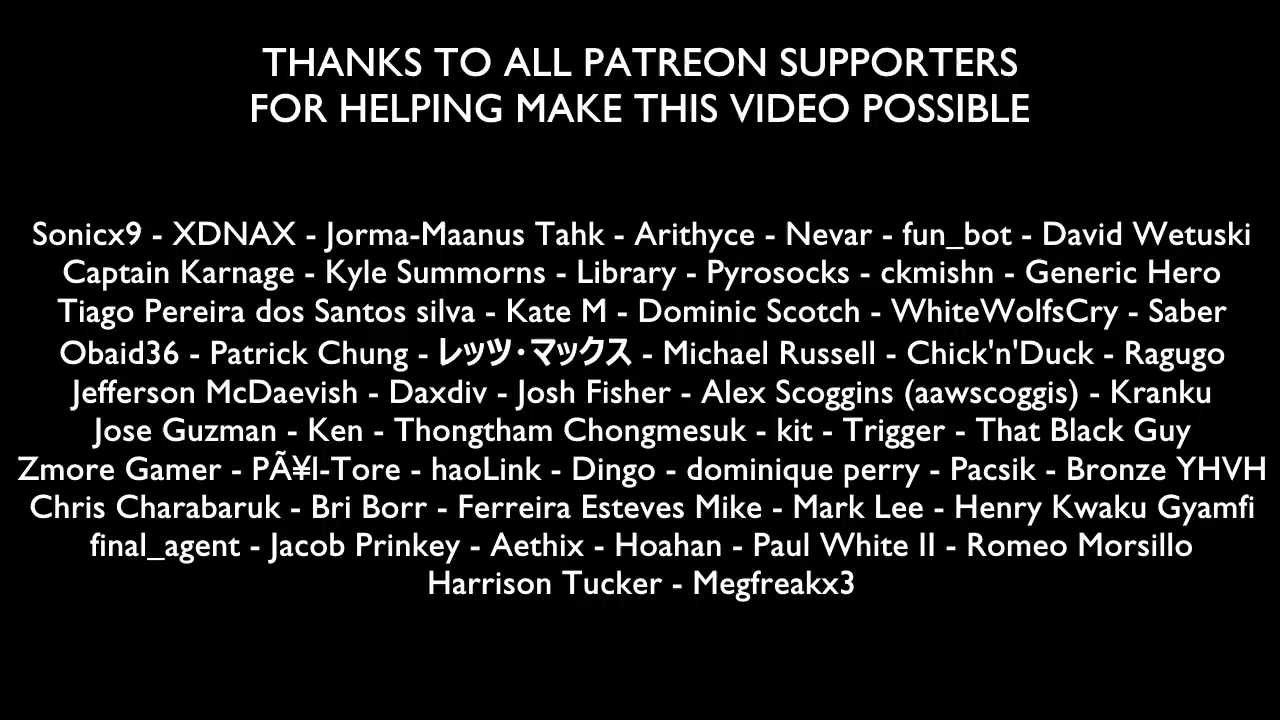 THANKS TO ALL PATREON SUPPORTERS
FOR HELPING MAKE THIS VIDEO POSSIBLE
Sonicx9 - XDNAX - Jorma-Maanus Tahk - Arithyce - Nevar - fun_bot - David Wetuski
Captain Karnage - Kyle Summorns - Library - Pyrosocks - ckmishn - Generic Hero
Tiago Pereira dos Santos silva - Kate M - Dominic Scotch - WhiteWolfsCry - Saber
Obaid36 - Patrick Chung - レッツ・マックス - Michael Russell - Chick'n'Duck - Ragugo
Jefferson McDaevish - Daxdiv - Josh Fisher - Alex Scoggins (aawscoggis) - Kranku
Jose Guzman - Ken - Thongtham Chongmesuk - kit - Trigger - That Black Guy
Zmore Gamer - PÃ¥l-Tore - haoLink - Dingo - dominique perry - Pacsik - Bronze YHVH
Chris Charabaruk - Bri Borr - Ferreira Esteves Mike - Mark Lee - Henry Kwaku Gyamfi
final_agent - Jacob Prinkey - Aethix - Hoahan - Paul White II - Romeo Morsillo
Harrison Tucker - Megfreakx3